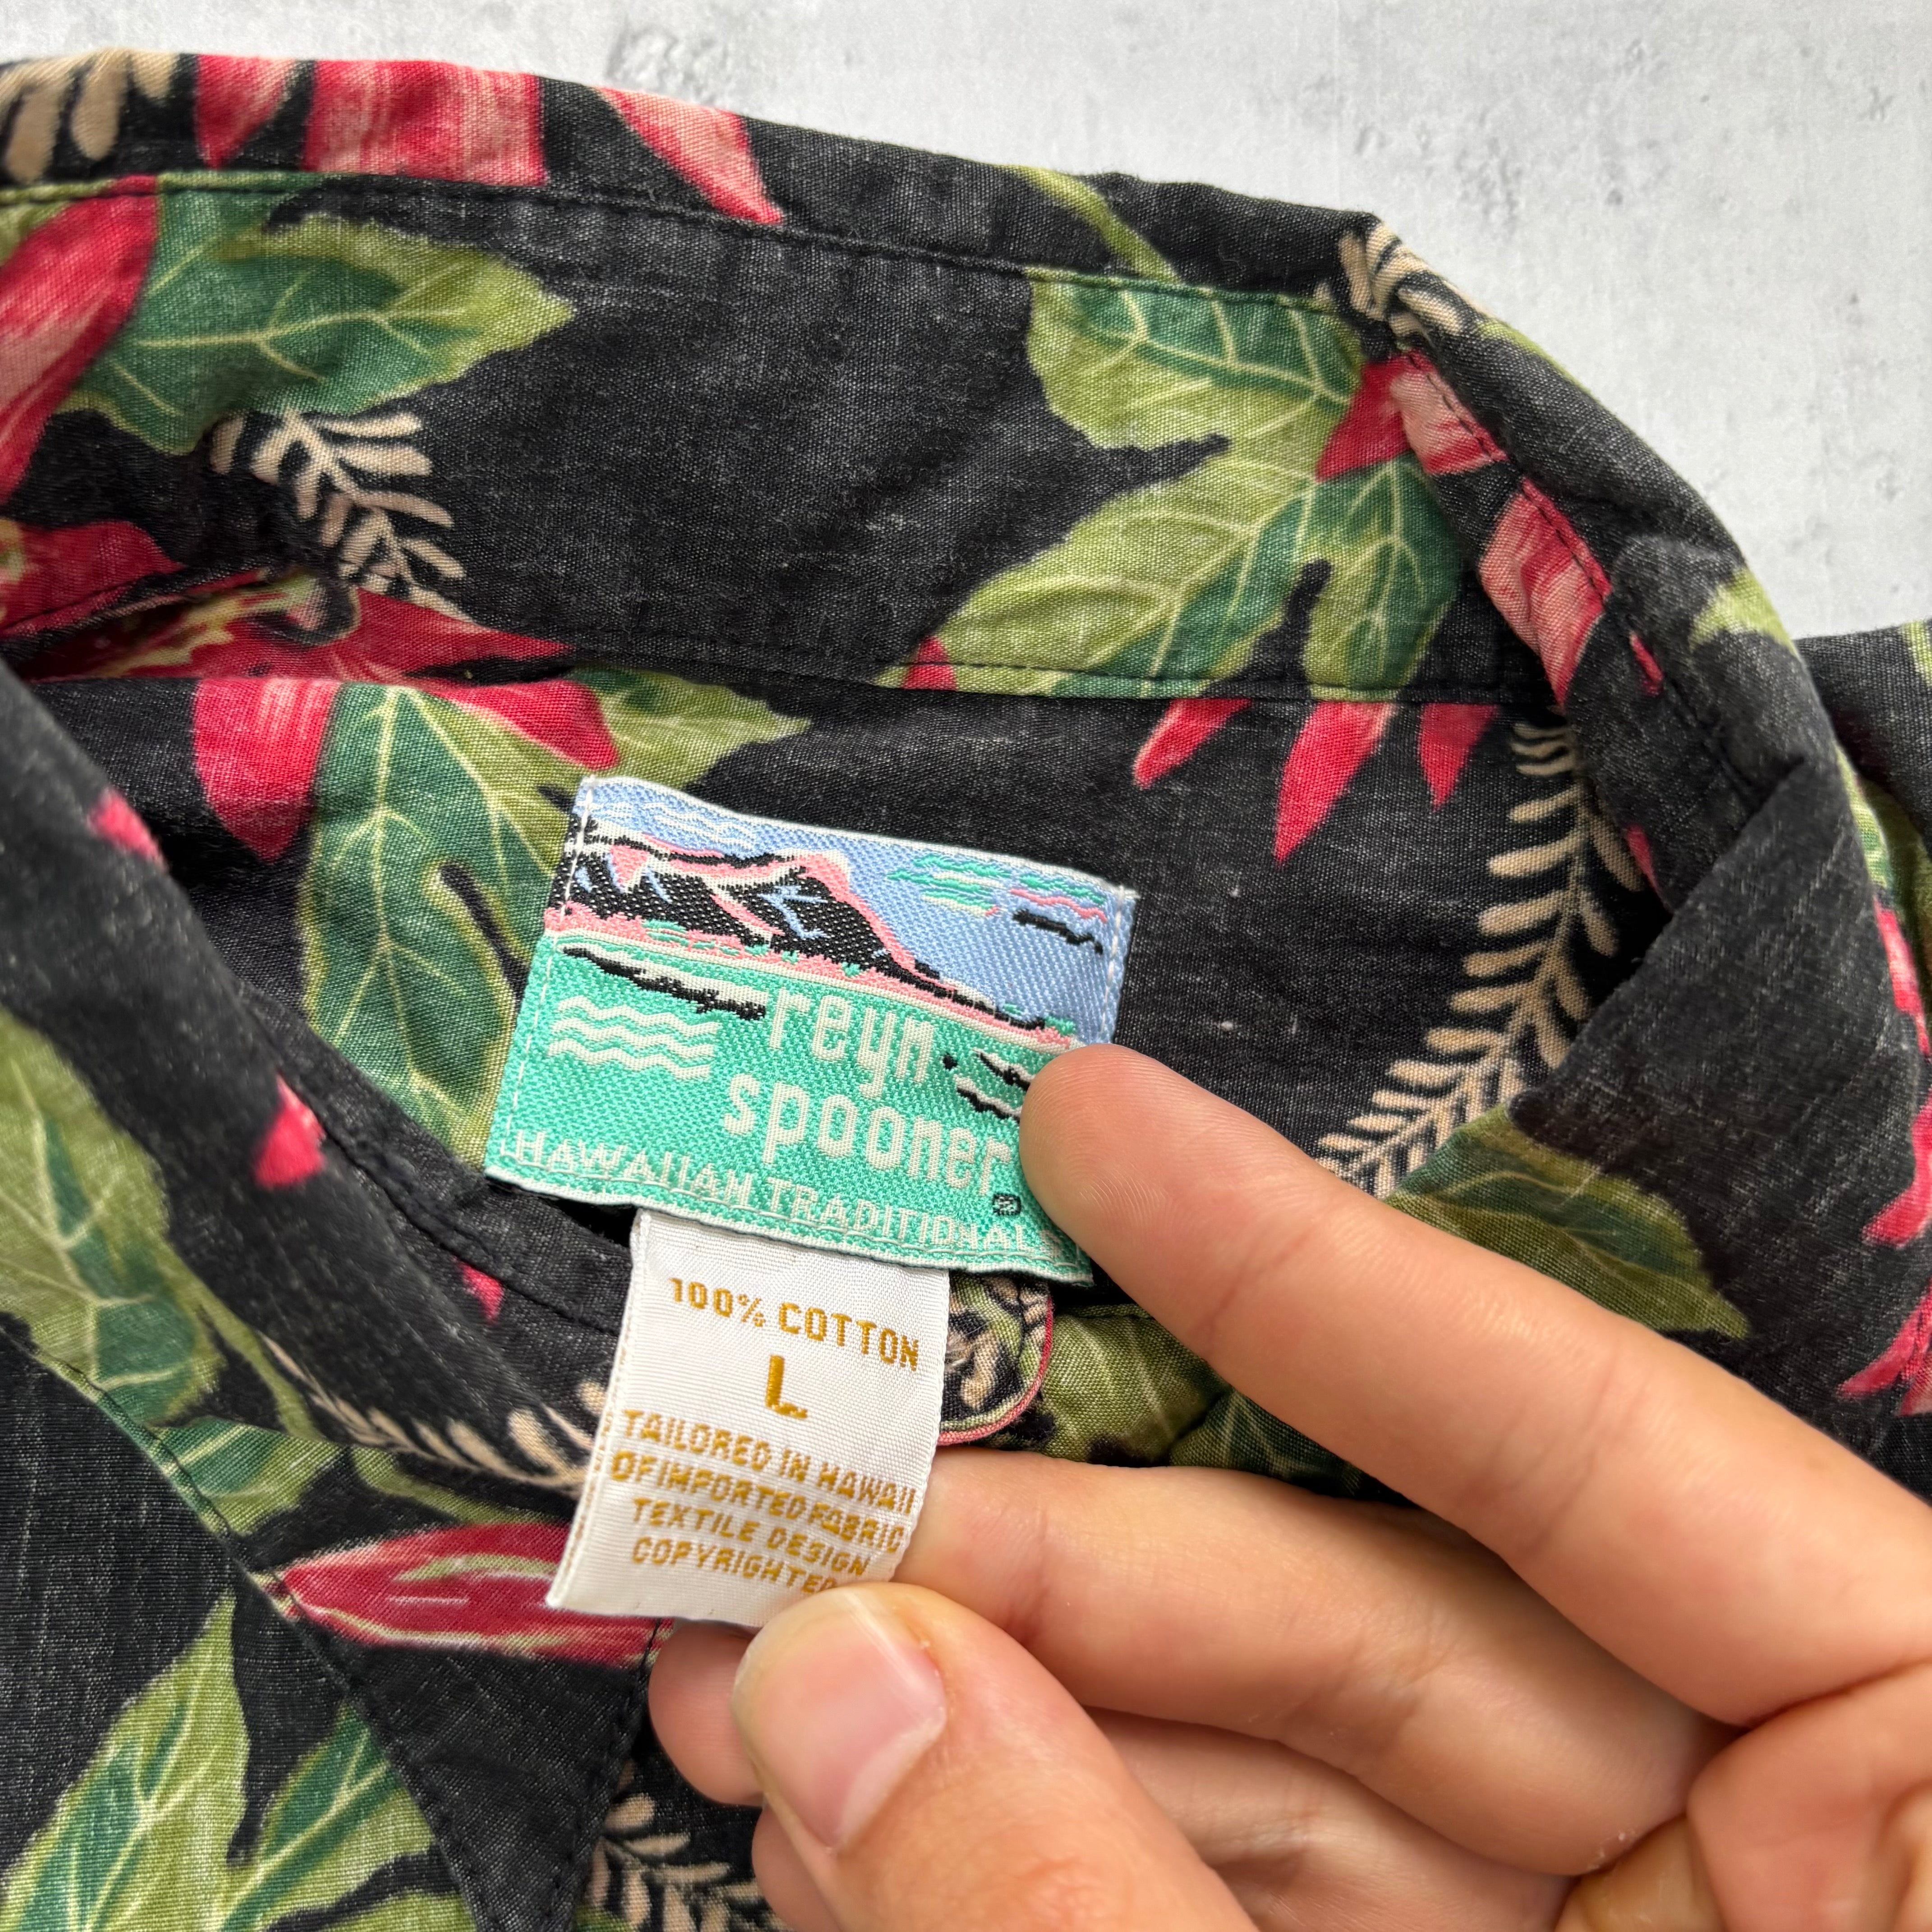 reyn
spooner
HAWAIIAN TRADITIONALS
100% COTTON
L
TAILORED IN HAWAII
OF IMPORTED FABRIC
TEXTILE DESIGN
COPYRIGHTED